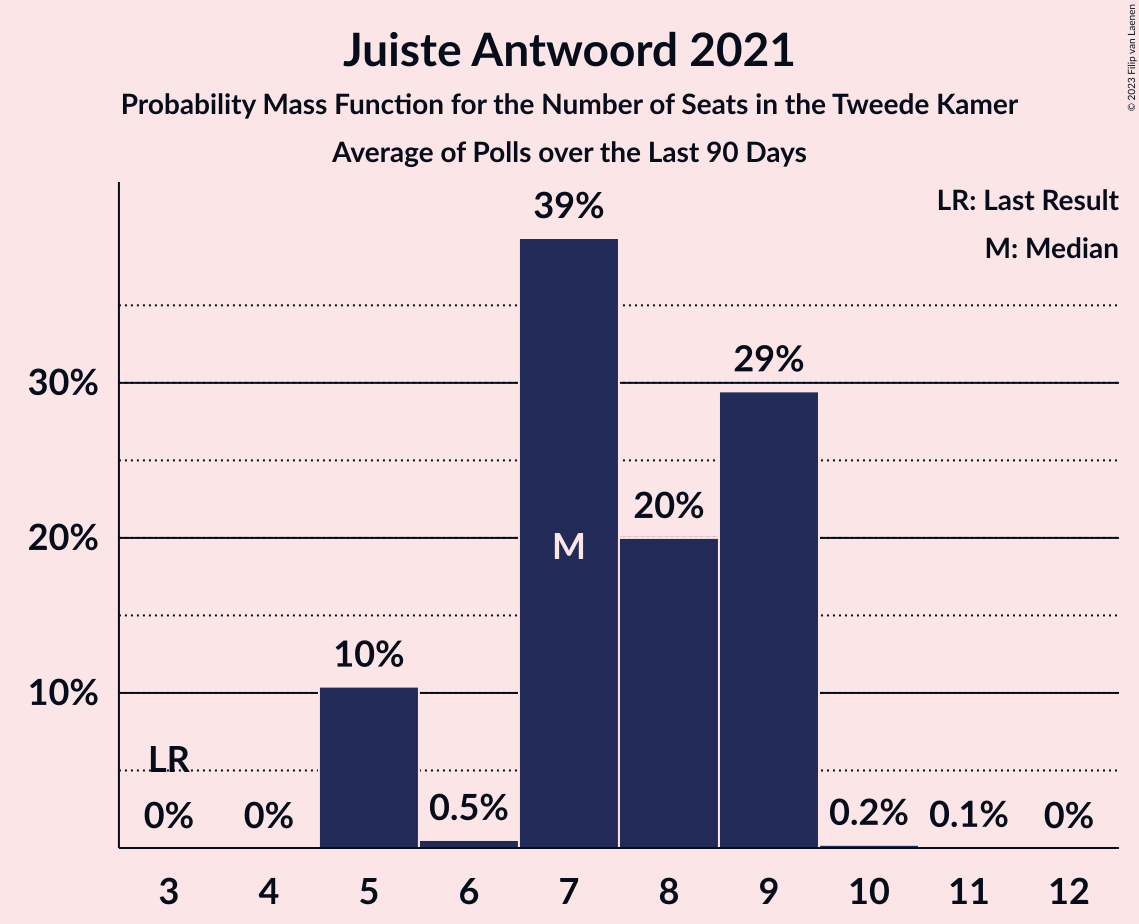 Juiste Antwoord 2021
Probability Mass Function for the Number of Seats in the Tweede Kamer
Average of Polls over the Last 90 Days
© 2023 Filip van Laenen
LR: Last Result
M: Median
39%
29%
30%
20%
20%
M
10%
10%
LR
0%
0%
0.5%
0.2%
0.1%
0%
3
4
5
6
7
8
9
10
11
12